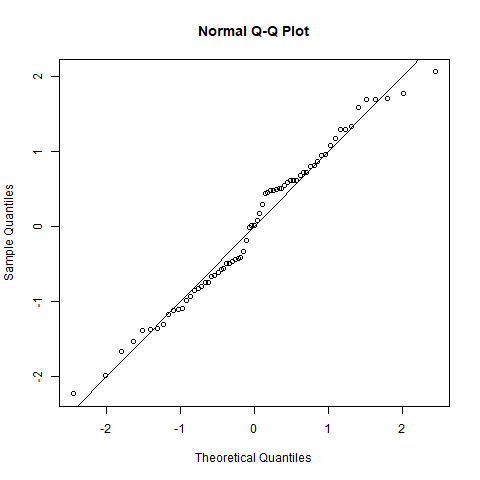 Normal Q-Q Plot
Sample Quantiles
2
1
0
-1
-2
-2 -1 0 1 2
Theoretical Quantiles